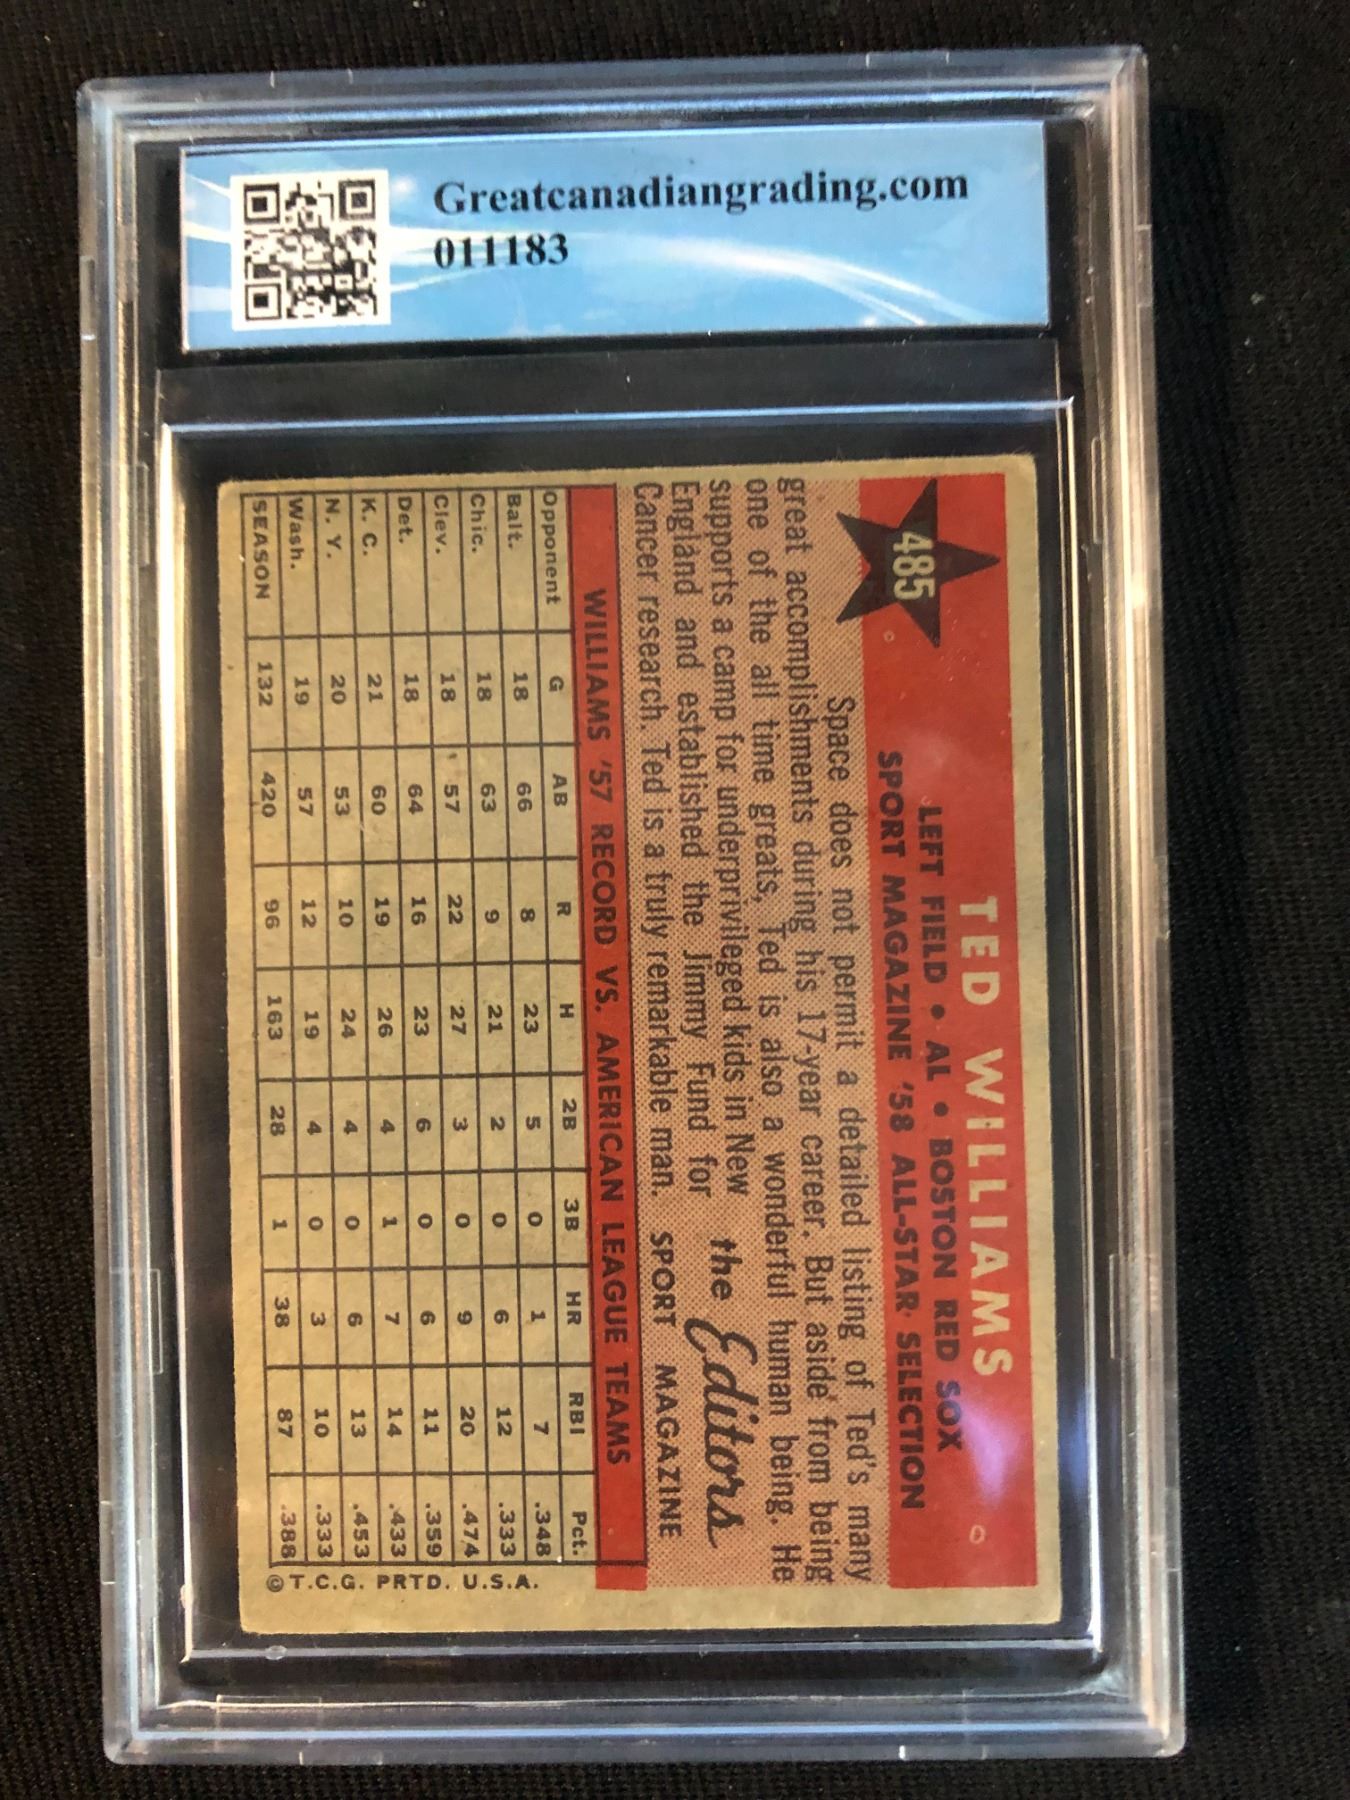 Greatcanadiangrading.com
011183
485
TED WILLIAMS
LEFT FIELD • AL • BOSTON RED SOX
SPORT MAGAZINE '58 ALL-STAR SELECTION
Space does not permit a detailed listing of Ted's many
great accomplishments during his 17-year career. But aside from being
one of the all time greats, Ted is also a wonderful human being. He
supports a camp for underprivileged kids in New
England and established the Jimmy Fund for
Cancer research. Ted is a truly remarkable man.
the Editors
SPORT MAGAZINE
WILLIAMS '57 RECORD VS. AMERICAN LEAGUE TEAMS
Opponent G AB R H 2B 3B HR RBI Pct.
Balt. 18 66 8 23 5 0 1 7 .348
Chic. 18 63 9 21 2 0 6 12 .333
Clev. 18 57 22 27 3 0 9 20 .474
Det. 18 64 16 23 6 0 6 11 .359
K. C. 21 60 19 26 4 1 7 14 .433
N. Y. 20 53 10 24 4 0 6 13 .453
Wash. 19 57 12 19 4 0 3 10 .333
SEASON 132 420 96 163 28 1 38 87 .388
© T.C.G. PRTD. U.S.A.